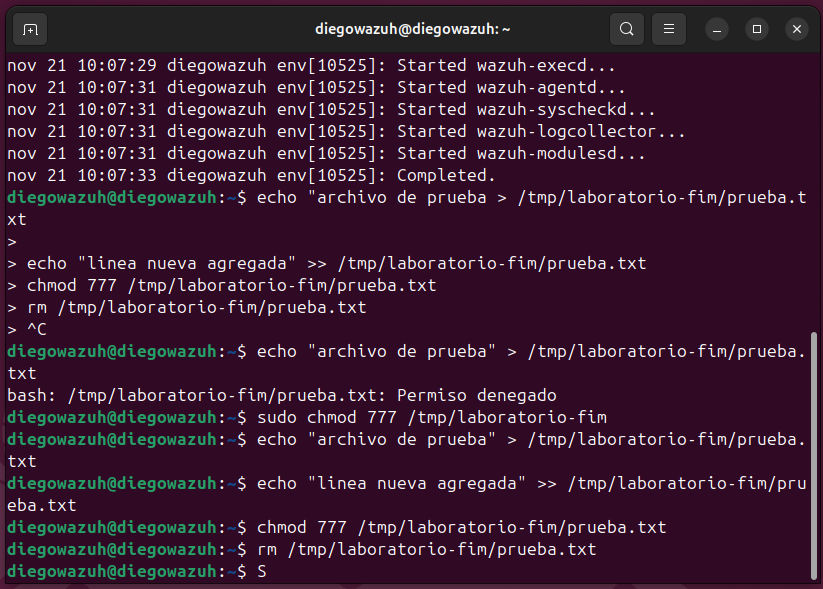 diegowazuh@diegowazuh: ~
nov 21 10:07:29 diegowazuh env[10525]: Started wazuh-execd...
nov 21 10:07:31 diegowazuh env[10525]: Started wazuh-agentd...
nov 21 10:07:31 diegowazuh env[10525]: Started wazuh-syscheckd...
nov 21 10:07:31 diegowazuh env[10525]: Started wazuh-logcollector...
nov 21 10:07:31 diegowazuh env[10525]: Started wazuh-modulesd...
nov 21 10:07:33 diegowazuh env[10525]: Completed.
diegowazuh@diegowazuh:~$ echo "archivo de prueba > /tmp/laboratorio-fim/prueba.t
xt
>
> echo "linea nueva agregada" >> /tmp/laboratorio-fim/prueba.txt
> chmod 777 /tmp/laboratorio-fim/prueba.txt
> rm /tmp/laboratorio-fim/prueba.txt
> ^C
diegowazuh@diegowazuh:~$ echo "archivo de prueba" > /tmp/laboratorio-fim/prueba.
txt
bash: /tmp/laboratorio-fim/prueba.txt: Permiso denegado
diegowazuh@diegowazuh:~$ sudo chmod 777 /tmp/laboratorio-fim
diegowazuh@diegowazuh:~$ echo "archivo de prueba" > /tmp/laboratorio-fim/prueba.
txt
diegowazuh@diegowazuh:~$ echo "linea nueva agregada" >> /tmp/laboratorio-fim/pru
eba.txt
diegowazuh@diegowazuh:~$ chmod 777 /tmp/laboratorio-fim/prueba.txt
diegowazuh@diegowazuh:~$ rm /tmp/laboratorio-fim/prueba.txt
diegowazuh@diegowazuh:~$ S